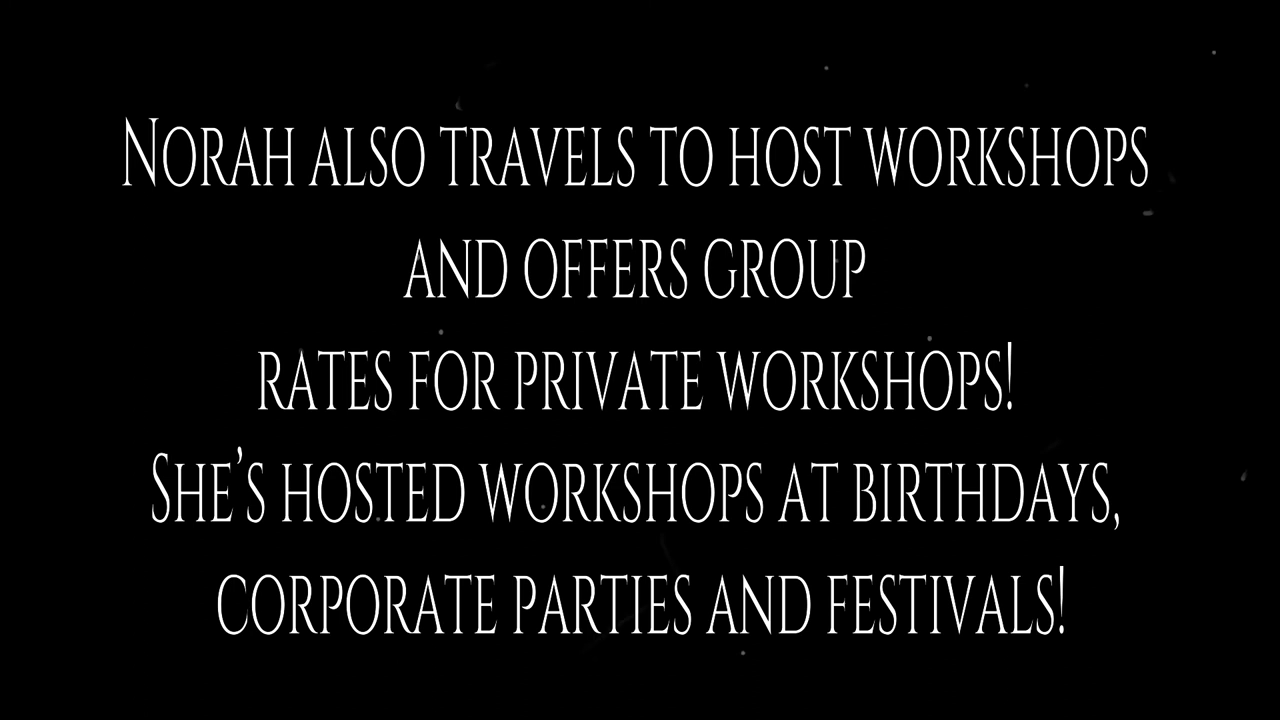 Norah also travels to host workshops
and offers group
rates for private workshops!
She’s hosted workshops at birthdays,
corporate parties and festivals!